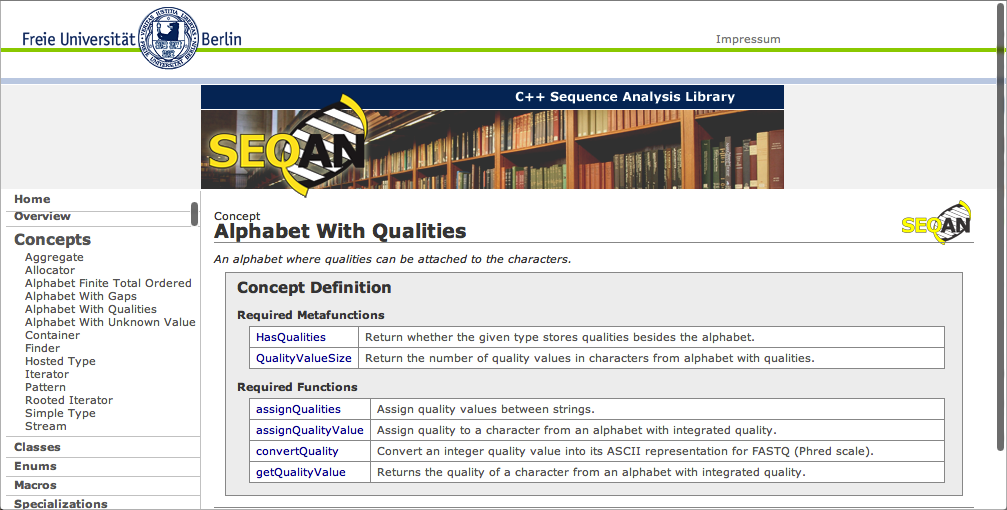 Freie Universität Berlin
Impressum
C++ Sequence Analysis Library
SEQAN
Home
Overview
Concepts
Aggregate
Allocator
Alphabet Finite Total Ordered
Alphabet With Gaps
Alphabet With Qualities
Alphabet With Unknown Value
Container
Finder
Hosted Type
Iterator
Pattern
Rooted Iterator
Simple Type
Stream
Classes
Enums
Macros
Specializations
Concept
Alphabet With Qualities
SEQAN
An alphabet where qualities can be attached to the characters.
Concept Definition
Required Metafunctions
HasQualities Return whether the given type stores qualities besides the alphabet.
QualityValueSize Return the number of quality values in characters from alphabet with qualities.
Required Functions
assignQualities Assign quality values between strings.
assignQualityValue Assign quality to a character from an alphabet with integrated quality.
convertQuality Convert an integer quality value into its ASCII representation for FASTQ (Phred scale).
getQualityValue Returns the quality of a character from an alphabet with integrated quality.